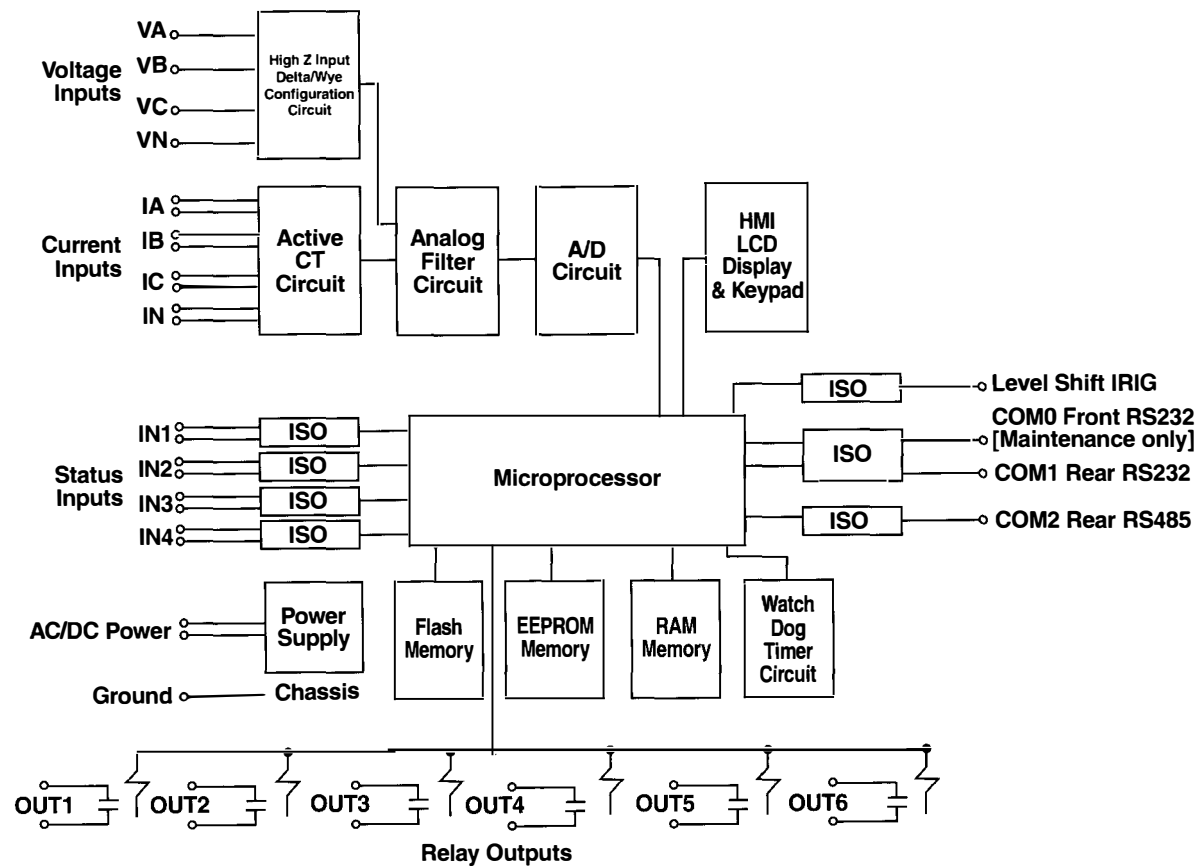 VA
VB
VC
VN
Voltage
Inputs
High Z Input
Delta/Wye
Configuration
Circuit
IA
IB
IC
IN
Current
Inputs
Active
CT
Circuit
Analog
Filter
Circuit
A/D
Circuit
HMI
LCD
Display
& Keypad
ISO
Level Shift IRIG
COM0 Front RS232
[Maintenance only]
ISO
COM1 Rear RS232
ISO
COM2 Rear RS485
Status
Inputs
IN1
ISO
IN2
ISO
IN3
ISO
IN4
ISO
Microprocessor
AC/DC Power
Power
Supply
Ground
Chassis
Flash
Memory
EEPROM
Memory
RAM
Memory
Watch
Dog
Timer
Circuit
OUT1
OUT2
OUT3
OUT4
OUT5
OUT6
Relay Outputs